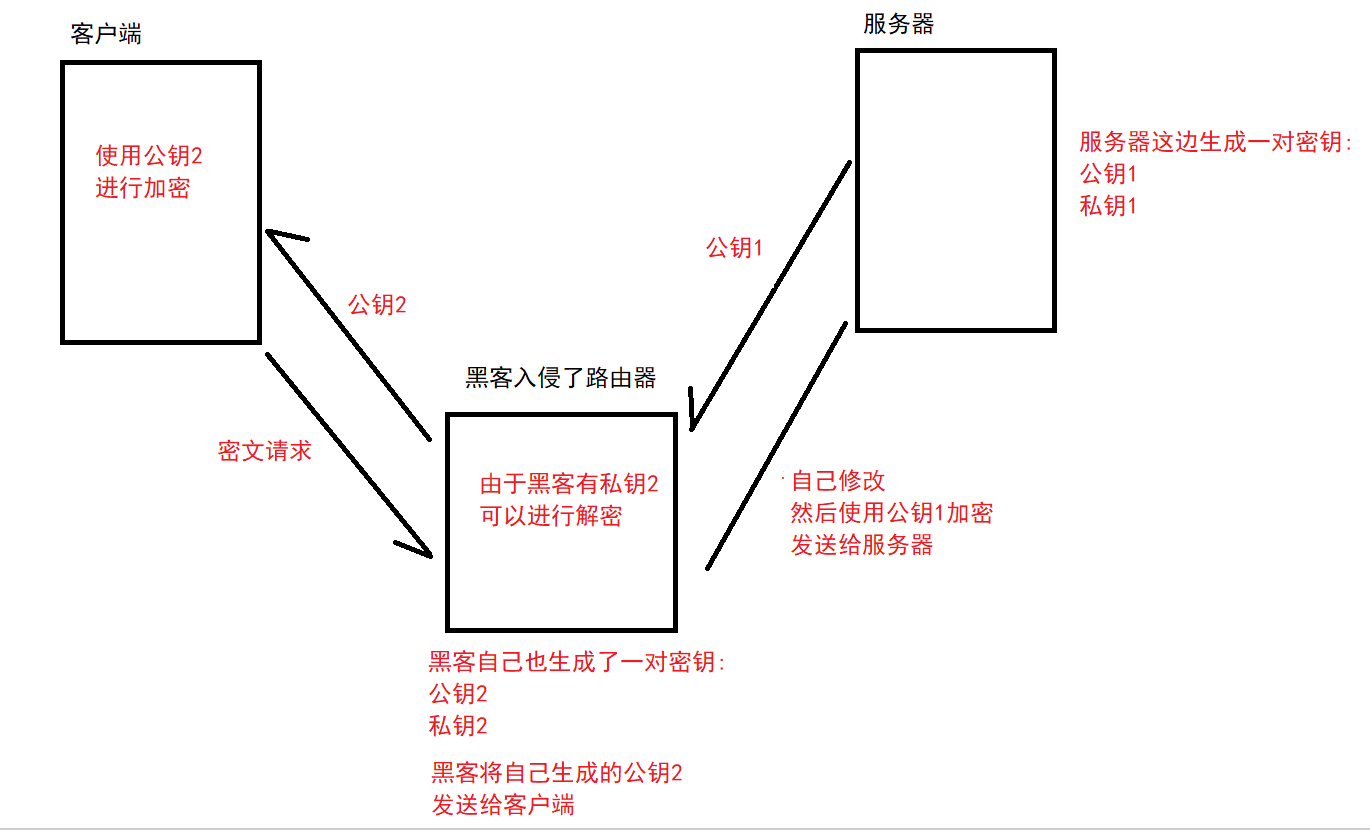 客户端
服务器
使用公钥2
进行加密
服务器这边生成一对密钥:
公钥1
私钥1
公钥1
公钥2
黑客入侵了路由器
密文请求
由于黑客有私钥2
可以进行解密
自己修改
然后使用公钥1加密
发送给服务器
黑客自己也生成了一对密钥:
公钥2
私钥2
黑客将自己生成的公钥2
发送给客户端